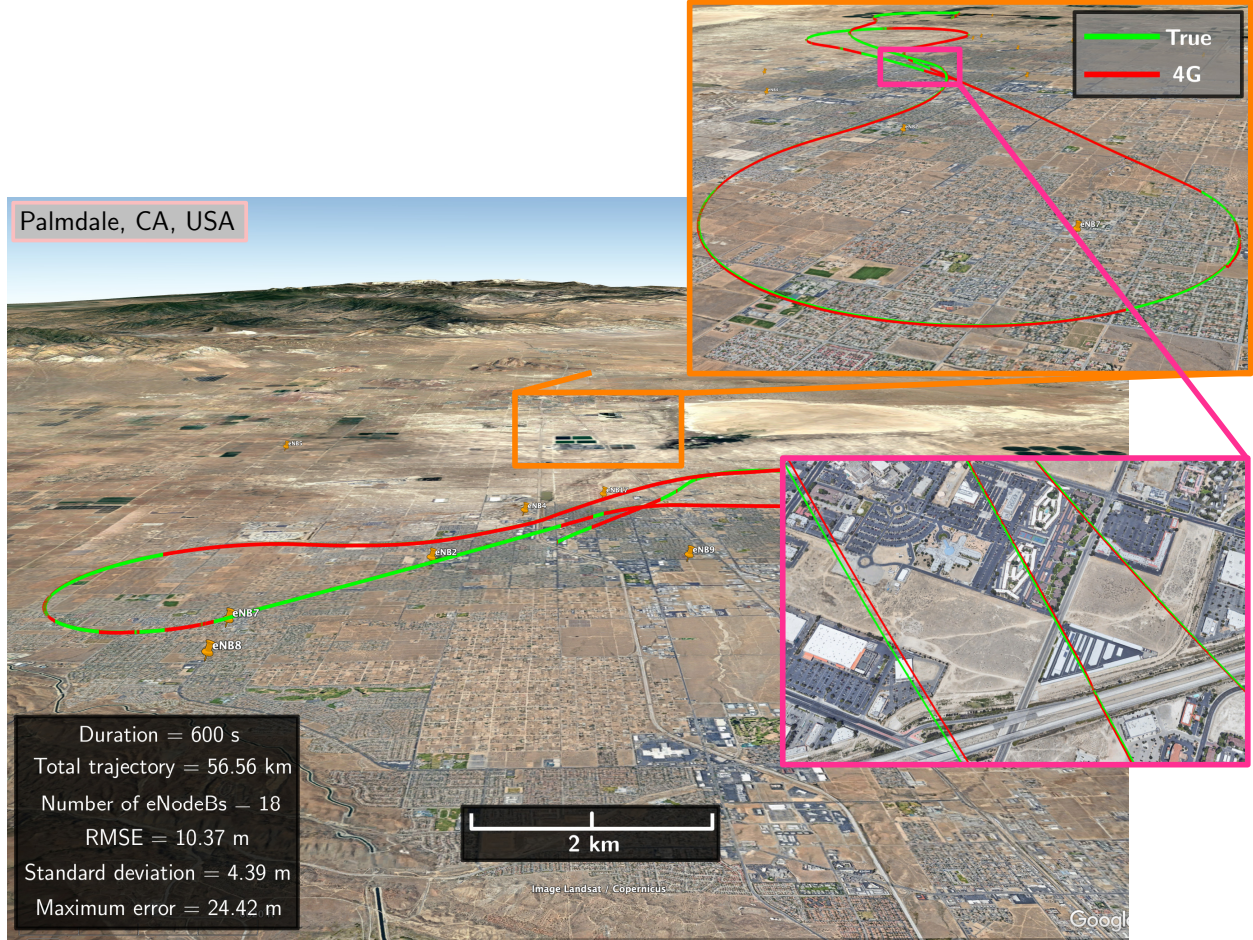 True
4G
eNB7
Palmdale, CA, USA
eNB5
eNB17
eNB4
eNB2
eNB9
eNB7
eNB8
Duration = 600 s
Total trajectory = 56.56 km
Number of eNodeBs = 18
RMSE = 10.37 m
Standard deviation = 4.39 m
Maximum error = 24.42 m
2 km
Image Landsat / Copernicus
Google